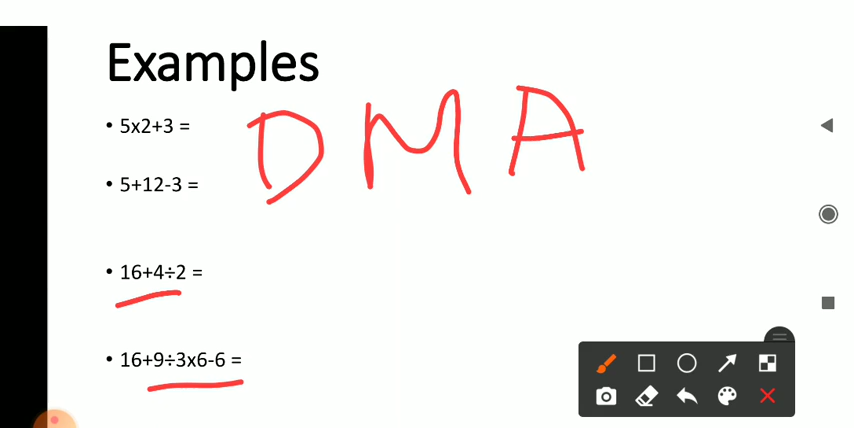 Examples
• 5x2+3 =
DMA
• 5+12-3 =
• 16+4÷2 =
• 16+9÷3x6-6 =